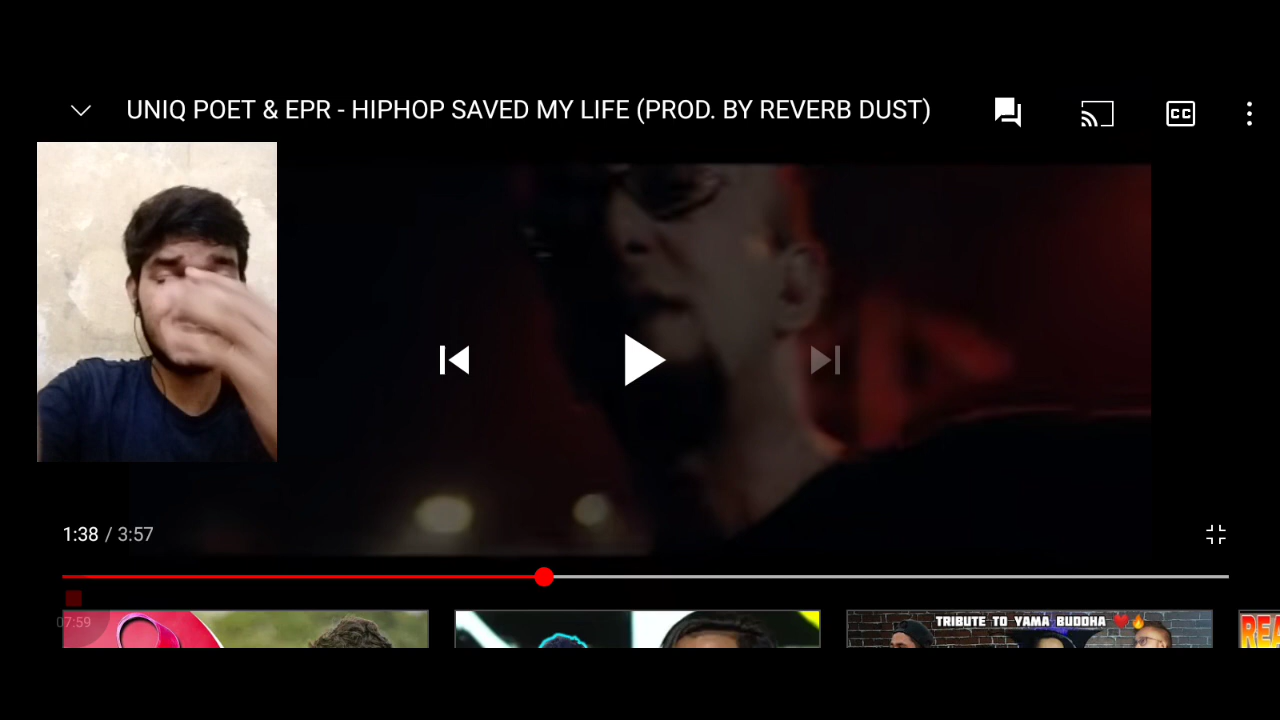 UNIQ POET & EPR - HIPHOP SAVED MY LIFE (PROD. BY REVERB DUST)
CC
1:38 / 3:57
07:59
TRIBUTE TO YAMA BUDDHA ❤️🔥